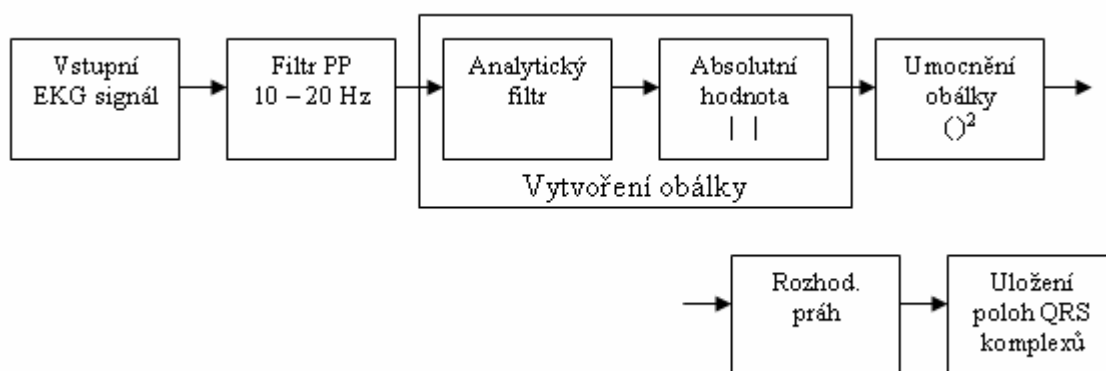 Vstupní
EKG signál
Filtr PP
10 – 20 Hz
Analytický
filtr
Absolutní
hodnota
| |
Umocnění
obálky
()²
Vytvoření obálky
Rozhod.
práh
Uložení
poloh QRS
komplexů